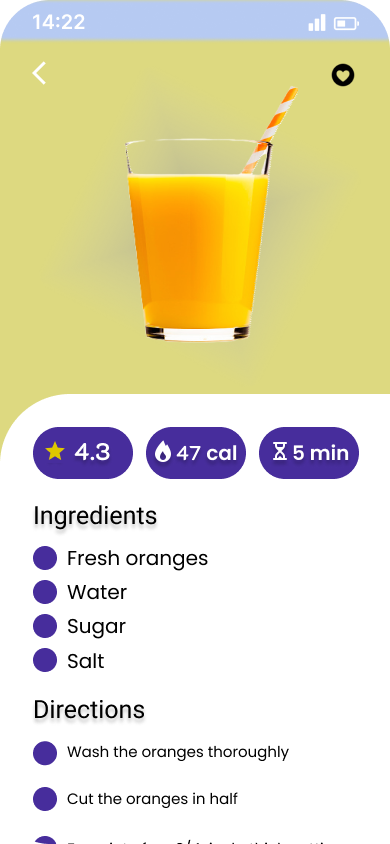 14:22
4.3
47 cal
5 min
Ingredients
Fresh oranges
Water
Sugar
Salt
Directions
Wash the oranges thoroughly
Cut the oranges in half